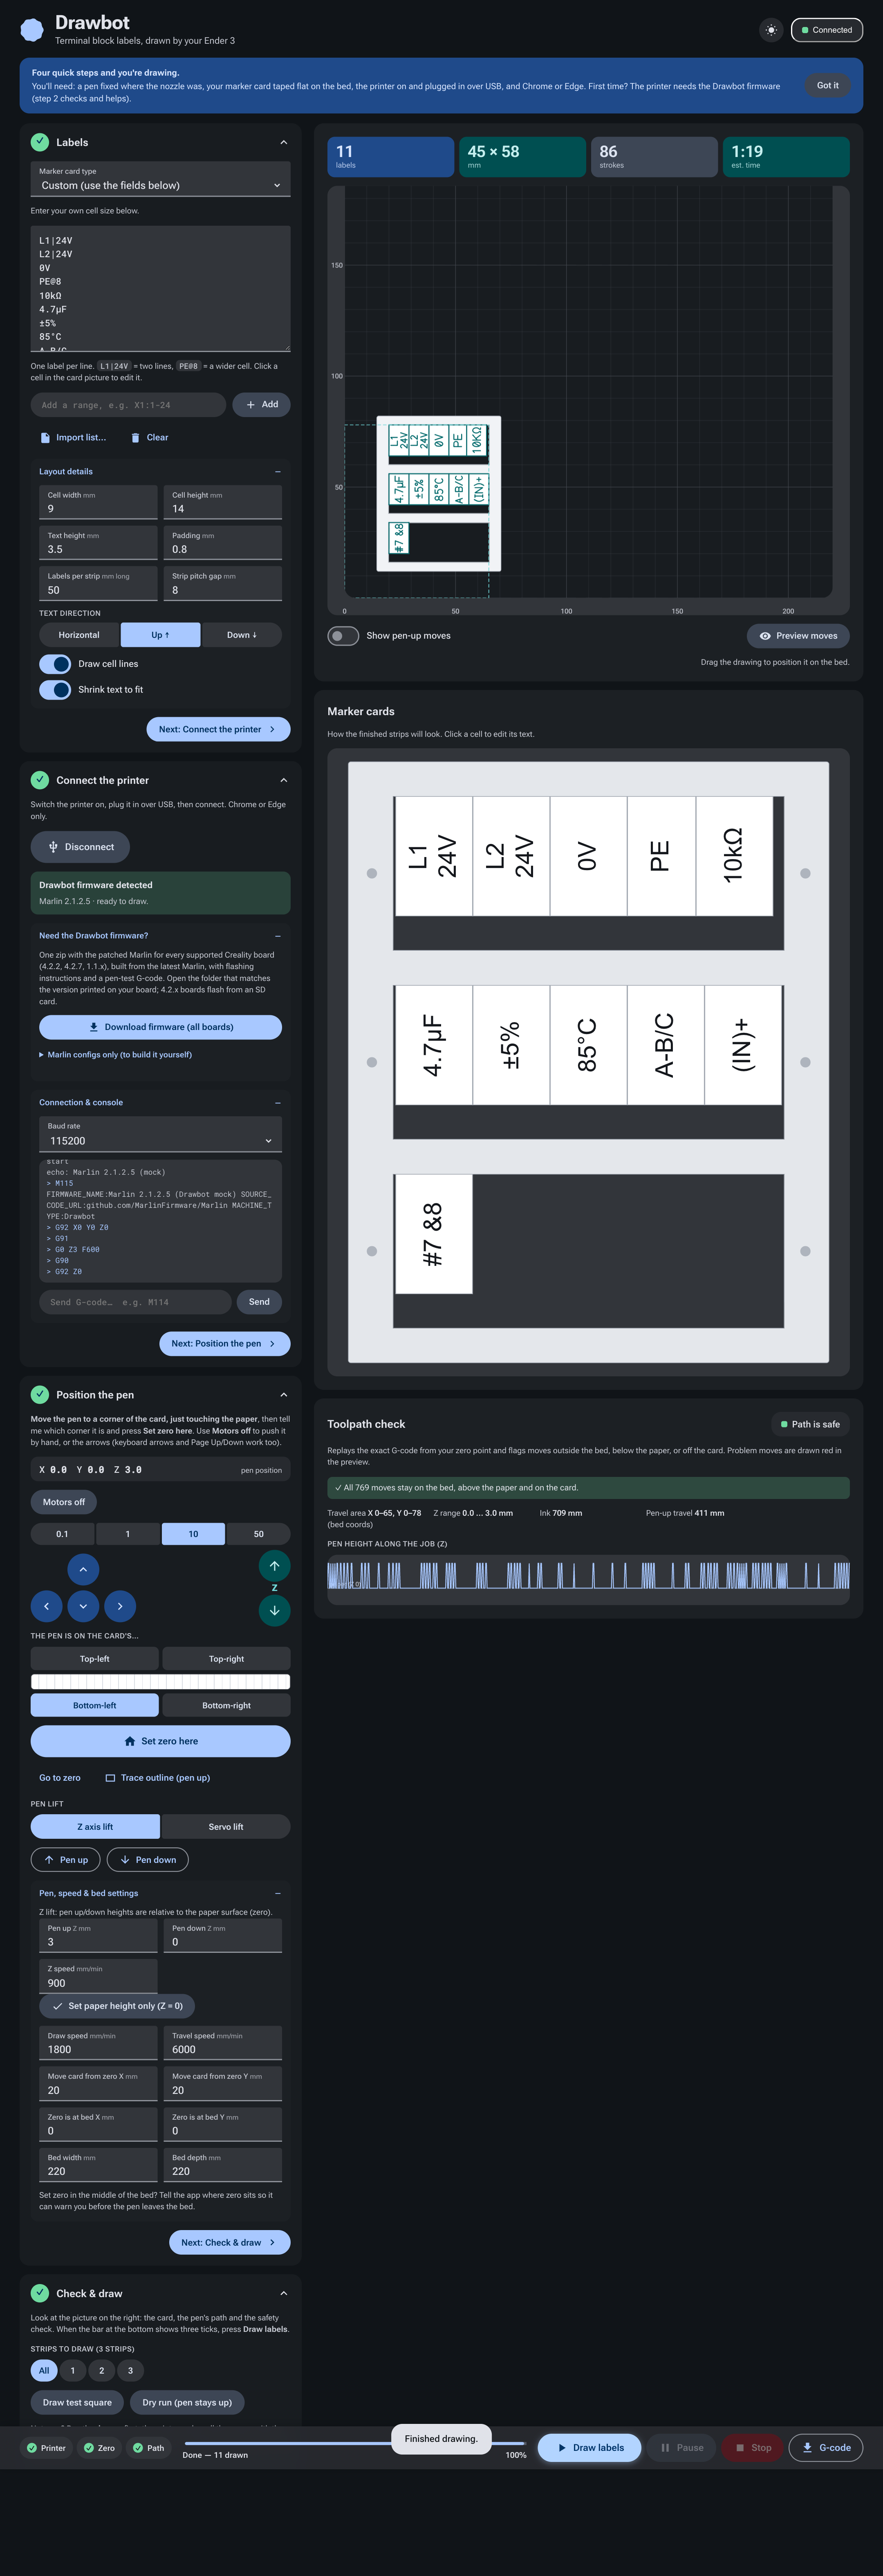 Drawbot
Terminal block labels, drawn by your Ender 3
Connected
Four quick steps and you're drawing.
You'll need: a pen fixed where the nozzle was, your marker card taped flat on the bed, the printer on and plugged in over USB, and Chrome or Edge. First time? The printer needs the Drawbot firmware
(step 2 checks and helps).
Got it
Labels
Marker card type
Custom (use the fields below)
Enter your own cell size below.
L1|24V
L2|24V
0V
PE@8
10kΩ
4.7µF
±5%
85°C
A-B/C
One label per line. L1|24V = two lines, PE@8 = a wider cell. Click a
cell in the card picture to edit it.
Add a range, e.g. X1:1-24
Add
Import list…
Clear
Layout details
Cell width mm
9
Cell height mm
14
Text height mm
3.5
Padding mm
0.8
Labels per strip mm long
50
Strip pitch gap mm
8
TEXT DIRECTION
Horizontal
Up ↑
Down ↓
Draw cell lines
Shrink text to fit
Next: Connect the printer
Connect the printer
Switch the printer on, plug it in over USB, then connect. Chrome or Edge
only.
Disconnect
Drawbot firmware detected
Marlin 2.1.2.5 · ready to draw.
Need the Drawbot firmware?
One zip with the patched Marlin for every supported Creality board
(4.2.2, 4.2.7, 1.1.x), built from the latest Marlin, with flashing
instructions and a pen-test G-code. Open the folder that matches
the version printed on your board; 4.2.x boards flash from an SD
card.
Download firmware (all boards)
Marlin configs only (to build it yourself)
Connection & console
Baud rate
115200
start
echo: Marlin 2.1.2.5 (mock)
> M115
FIRMWARE_NAME:Marlin 2.1.2.5 (Drawbot mock) SOURCE_
CODE_URL:github.com/MarlinFirmware/Marlin MACHINE_T
YPE:Drawbot
> G92 X0 Y0 Z0
> G91
> G0 Z3 F600
> G90
> G92 Z0
Send G-code… e.g. M114
Send
Next: Position the pen
Position the pen
Move the pen to a corner of the card, just touching the paper, then tell
me which corner it is and press Set zero here. Use Motors off to push it
by hand, or the arrows (keyboard arrows and Page Up/Down work too).
X 0.0 Y 0.0 Z 3.0
pen position
Motors off
0.1
1
10
50
Z
THE PEN IS ON THE CARD'S…
Top-left
Top-right
Bottom-left
Bottom-right
Set zero here
Go to zero
Trace outline (pen up)
PEN LIFT
Z axis lift
Servo lift
Pen up
Pen down
Pen, speed & bed settings
Z lift: pen up/down heights are relative to the paper surface (zero).
Pen up Z mm
3
Pen down Z mm
0
Z speed mm/min
900
Set paper height only (Z = 0)
Draw speed mm/min
1800
Travel speed mm/min
6000
Move card from zero X mm
20
Move card from zero Y mm
20
Zero is at bed X mm
0
Zero is at bed Y mm
0
Bed width mm
220
Bed depth mm
220
Set zero in the middle of the bed? Tell the app where zero sits so it
can warn you before the pen leaves the bed.
Next: Check & draw
Check & draw
Look at the picture on the right: the card, the pen's path and the safety
check. When the bar at the bottom shows three ticks, press Draw labels.
STRIPS TO DRAW (3 STRIPS)
All
1
2
3
Draw test square
Dry run (pen stays up)
11
labels
45 × 58
mm
86
strokes
1:19
est. time
150
100
50
0
50
100
150
200
L1
24V
L2
24V
0V
PE
10KΩ
4.7µF
±5%
85°C
A-B/C
(IN)+
#7 &8
Show pen-up moves
Preview moves
Drag the drawing to position it on the bed.
Marker cards
How the finished strips will look. Click a cell to edit its text.
L1
24V
L2
24V
0V
PE
10kΩ
4.7µF
±5%
85°C
A-B/C
(IN)+
#7 &8
Toolpath check
Path is safe
Replays the exact G-code from your zero point and flags moves outside the bed, below the paper, or off the card. Problem moves are drawn red in
the preview.
✓ All 769 moves stay on the bed, above the paper and on the card.
Travel area X 0–65, Y 0–78
(bed coords)
Z range 0.0 … 3.0 mm
Ink 709 mm
Pen-up travel 411 mm
PEN HEIGHT ALONG THE JOB (Z)
Printer
Zero
Path
Done — 11 drawn
100%
Finished drawing.
Draw labels
Pause
Stop
G-code